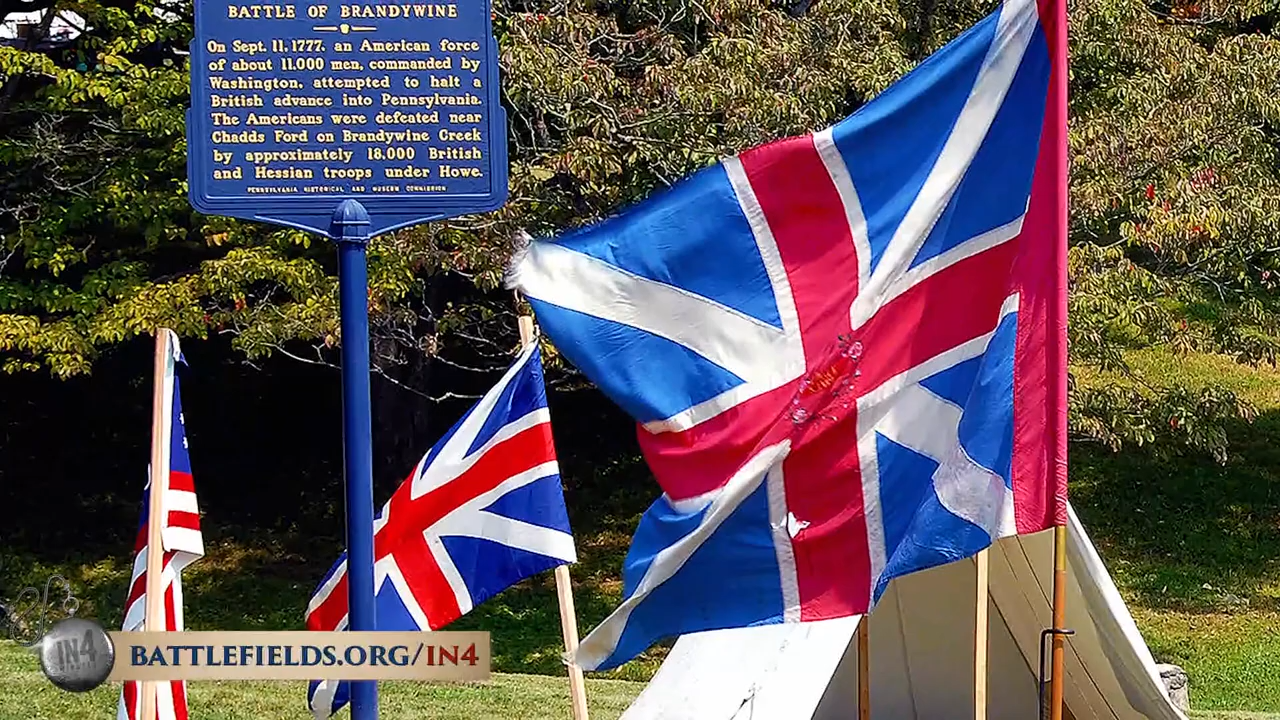 BATTLE OF BRANDYWINE
On Sept. 11, 1777, an American force
of about 11,000 men, commanded by
Washington, attempted to halt a
British advance into Pennsylvania.
The Americans were defeated near
Chadds Ford on Brandywine Creek
by approximately 18,000 British
and Hessian troops under Howe.
PENNSYLVANIA HISTORICAL AND MUSEUM COMMISSION
IN4 BATTLEFIELDS.ORG/IN4